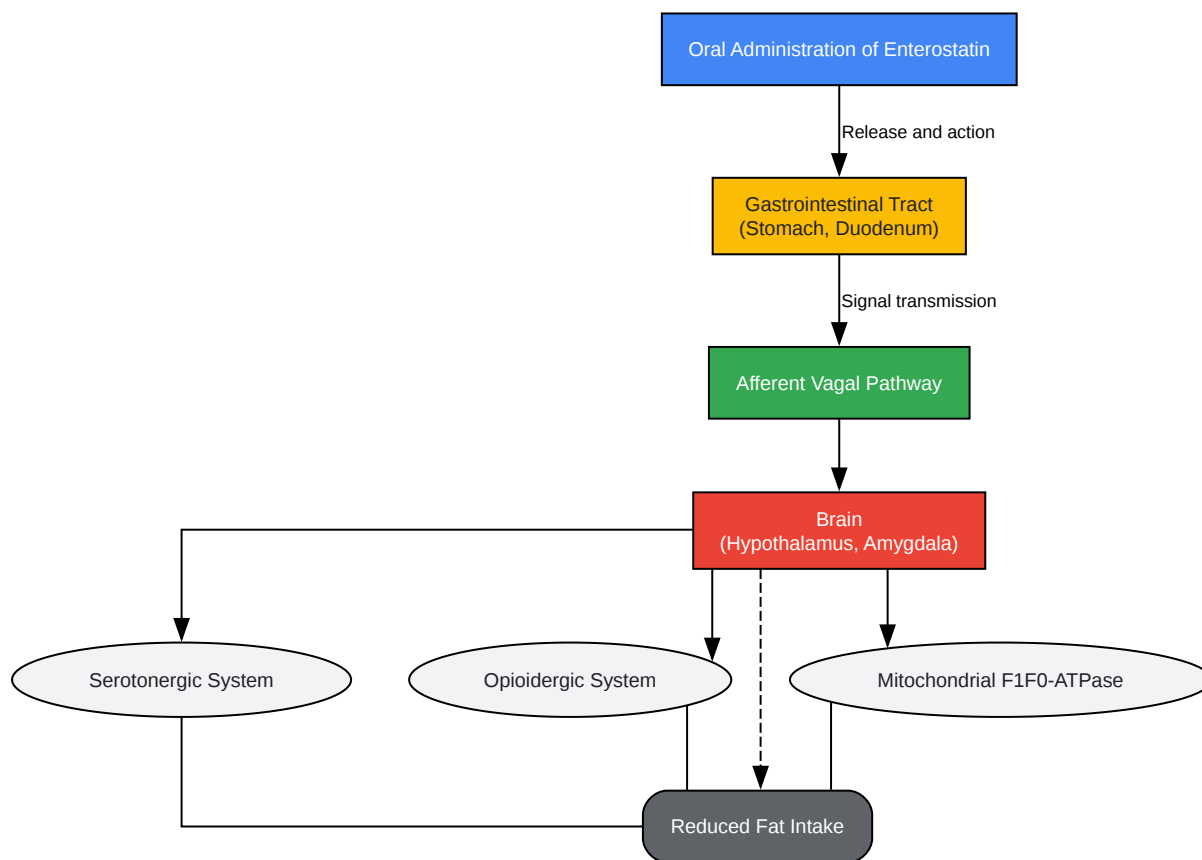 Oral Administration of Enterostatin
Release and action
Gastrointestinal Tract
(Stomach, Duodenum)
Signal transmission
Afferent Vagal Pathway
Brain
(Hypothalamus, Amygdala)
Serotonergic System
Opioidergic System
Mitochondrial F1F0-ATPase
Reduced Fat Intake